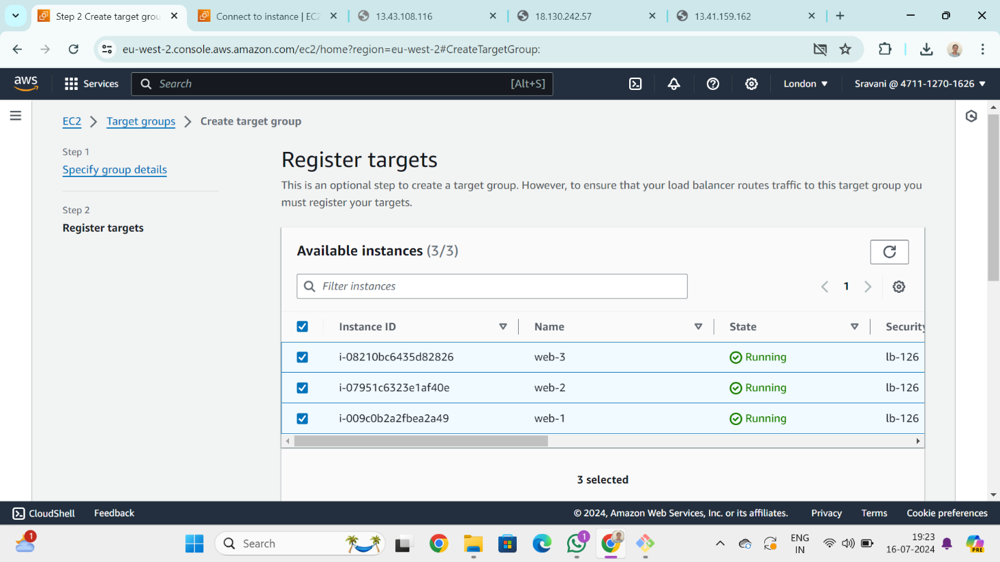 Step 2 Create target grou
Connect to instance | EC2
13.43.108.116
18.130.242.57
13.41.159.162
eu-west-2.console.aws.amazon.com/ec2/home?region=eu-west-2#CreateTargetGroup:
aws
Services
Search
[Alt+S]
London
Sravani @ 4711-1270-1626
EC2
Target groups
Create target group
Step 1
Specify group details
Step 2
Register targets
Register targets
This is an optional step to create a target group. However, to ensure that your load balancer routes traffic to this target group you
must register your targets.
Available instances (3/3)
Filter instances
1
Instance ID
Name
State
Security
i-08210bc6435d82826
web-3
Running
lb-126
i-07951c6323e1af40e
web-2
Running
lb-126
i-009c0b2a2fbea2a49
web-1
Running
lb-126
3 selected
CloudShell
Feedback
© 2024, Amazon Web Services, Inc. or its affiliates.
Privacy
Terms
Cookie preferences
1
Search
1
ENG
IN
19:23
16-07-2024
PRE